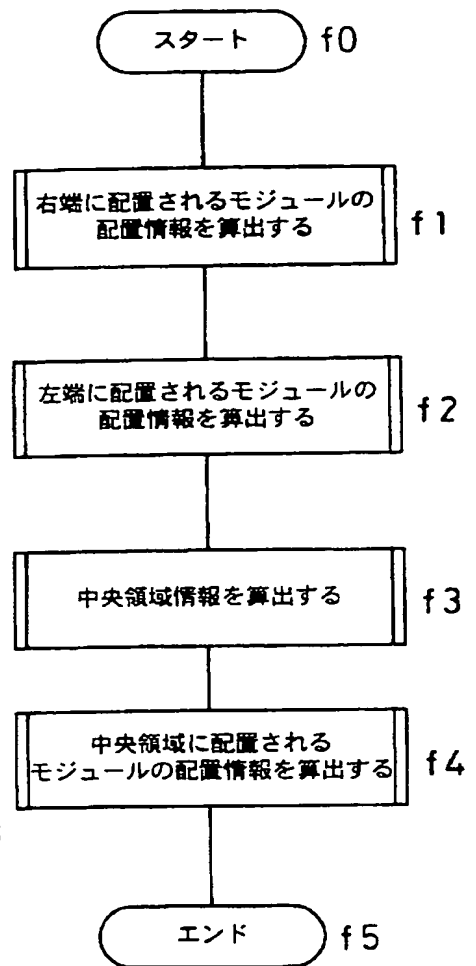 スタート f0
右端に配置されるモジュールの
配置情報を算出する f1
左端に配置されるモジュールの
配置情報を算出する f2
中央領域情報を算出する f3
中央領域に配置される
モジュールの配置情報を算出する f4
エンド f5